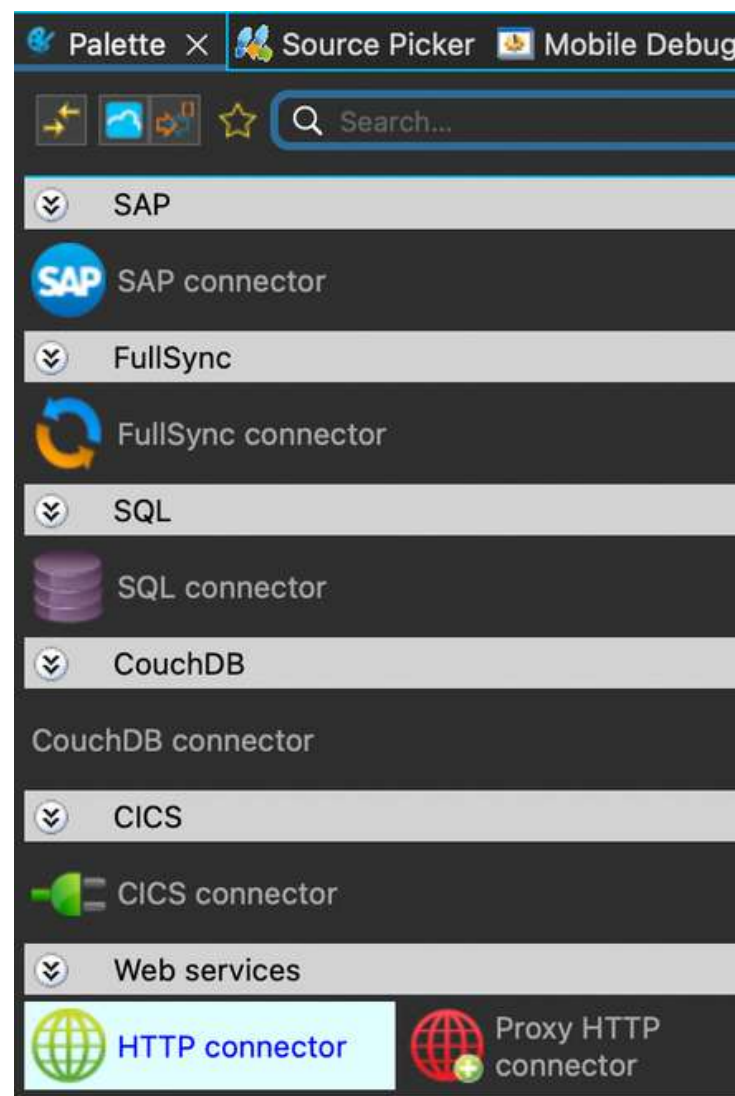 Palette Source Picker Mobile Debug
Search...
SAP
SAP SAP connector
FullSync
FullSync connector
SQL
SQL connector
CouchDB
CouchDB connector
CICS
CICS connector
Web services
HTTP connector Proxy HTTP
connector